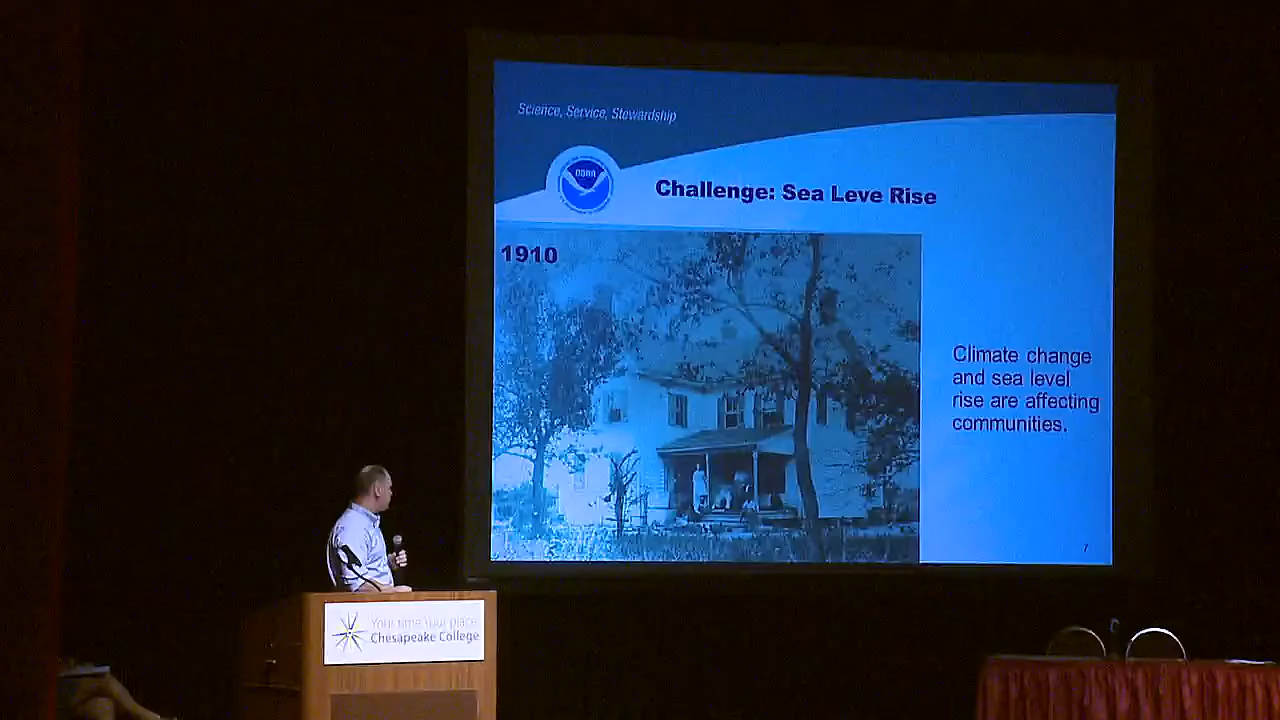 Science, Service, Stewardship
NOAA
Challenge: Sea Leve Rise
1910
Climate change
and sea level
rise are affecting
communities.
7
Your time. Your place.
Chesapeake College